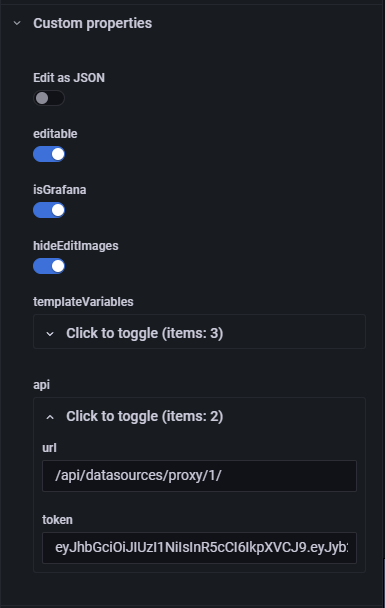 Custom properties
Edit as JSON
editable
isGrafana
hideEditImages
templateVariables
Click to toggle (items: 3)
api
Click to toggle (items: 2)
url
/api/datasources/proxy/1/
token
eyJhbGciOiJIUzI1NiIsInR5cCI6IkpXVCJ9.eyJyb